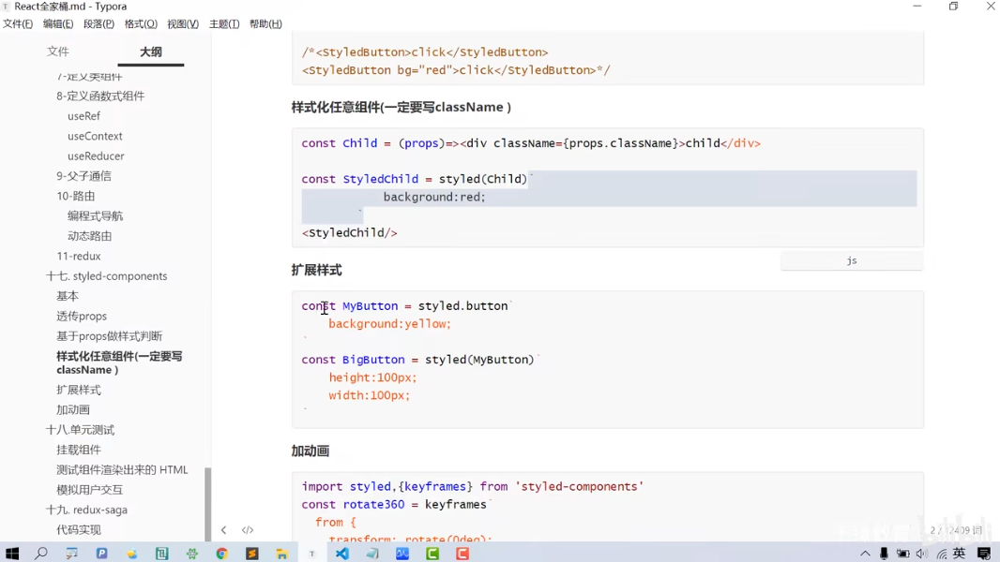 React全家桶.md - Typora
文件(F) 编辑(E) 段落(P) 格式(O) 视图(V) 主题(T) 帮助(H)
文件 大纲
7-定义类组件
8-定义函数式组件
useRef
useContext
useReducer
9-父子通信
10-路由
编程式导航
动态路由
11-redux
十七. styled-components
基本
透传props
基于props做样式判断
样式化任意组件(一定要写
className )
扩展样式
加动画
十八.单元测试
挂载组件
测试组件渲染出来的 HTML
模拟用户交互
十九. redux-saga
代码实现
/*<StyledButton>click</StyledButton>
<StyledButton bg="red">click</StyledButton>*/
样式化任意组件(一定要写className )
const Child = (props)=><div className={props.className}>child</div>
const StyledChild = styled(Child)`
background:red;
`
<StyledChild/>
js
扩展样式
const MyButton = styled.button`
background:yellow;
`
const BigButton = styled(MyButton)`
height:100px;
width:100px;
`
加动画
import styled,{keyframes} from 'styled-components'
const rotate360 = keyframes`
from {
transform: rotate(0deg);
2 / 12409 词
英